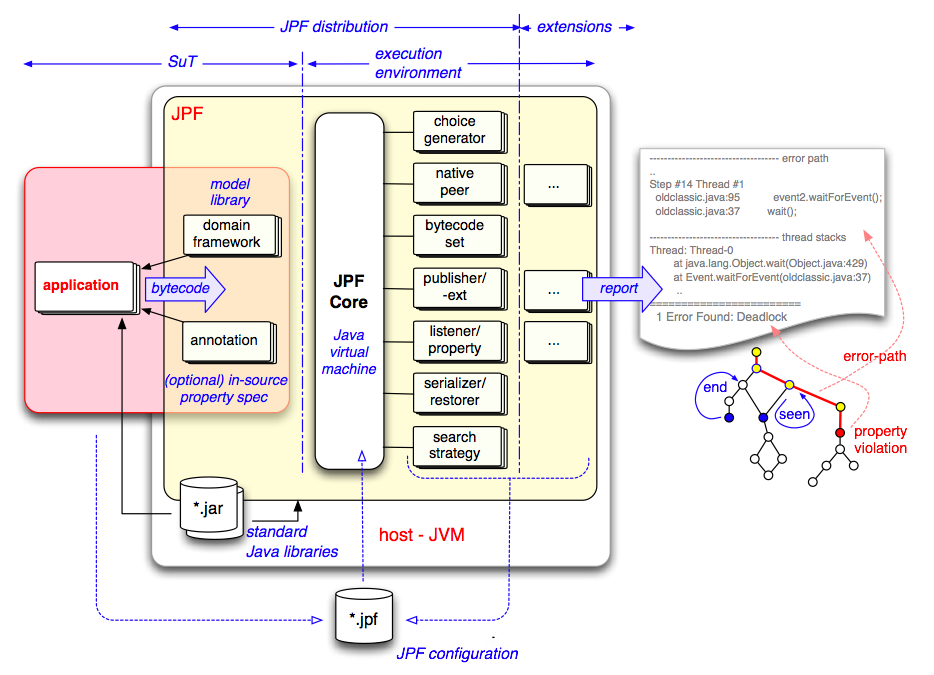 JPF distribution
extensions
SuT
execution
environment
JPF
choice
generator
native
peer
...
bytecode
set
publisher/
-ext
...
listener/
property
...
serializer/
restorer
search
strategy
JPF
Core
Java
virtual
machine
model
library
domain
framework
application
bytecode
annotation
(optional) in-source
property spec
*.jar
standard
Java libraries
host - JVM
*.jpf
JPF configuration
report
------------------------------------ error path
..
Step #14 Thread #1
oldclassic.java:95 event2.waitForEvent();
oldclassic.java:37 wait();
------------------------------------ thread stacks
Thread: Thread-0
at java.lang.Object.wait(Object.java:429)
at Event.waitForEvent(oldclassic.java:37)
..
========================
1 Error Found: Deadlock
error-path
end
seen
property
violation